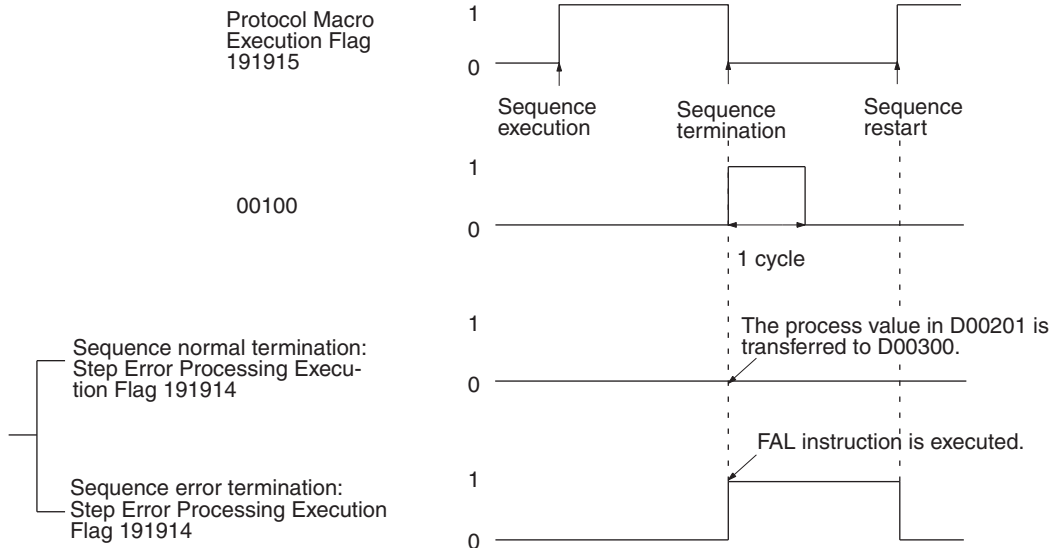 Protocol Macro
Execution Flag
191915
1
0
Sequence
execution
Sequence
termination
Sequence
restart
00100
1
0
1 cycle
Sequence normal termination:
Step Error Processing Execu-
tion Flag 191914
1
0
The process value in D00201 is
transferred to D00300.
Sequence error termination:
Step Error Processing Execution
Flag 191914
1
0
FAL instruction is executed.